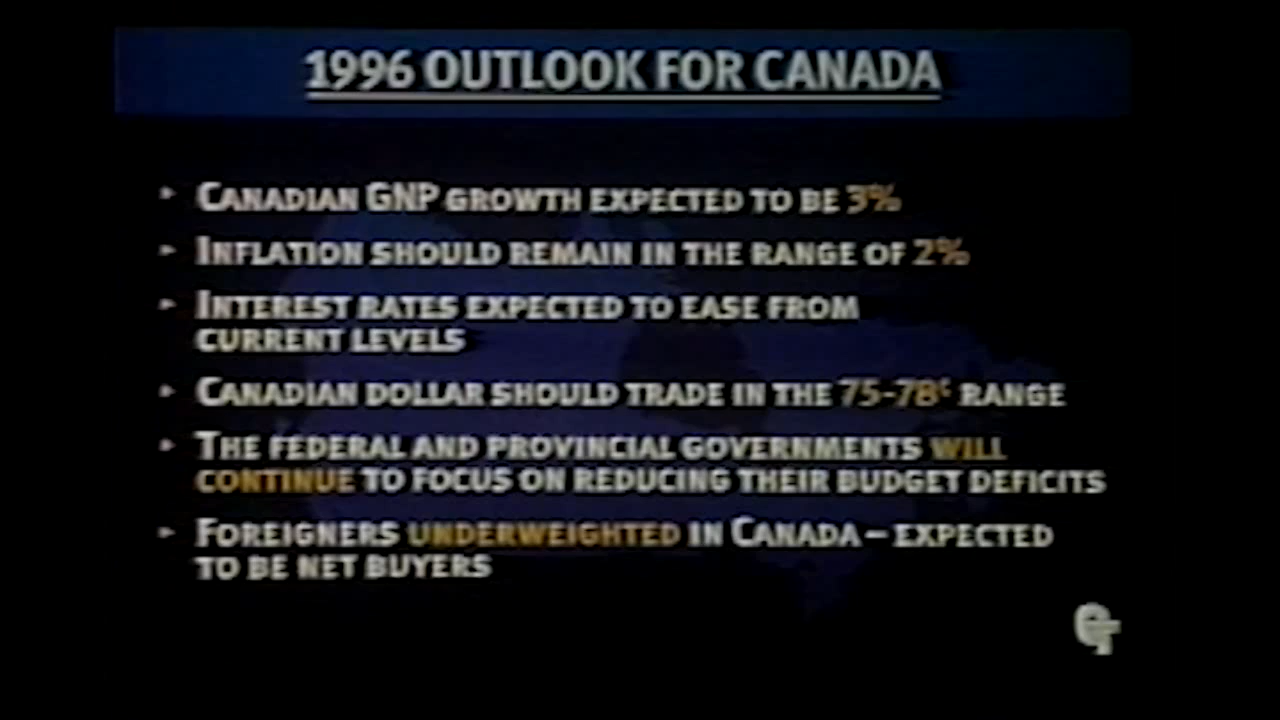 1996 OUTLOOK FOR CANADA
▸ CANADIAN GNP GROWTH EXPECTED TO BE 3%
▸ INFLATION SHOULD REMAIN IN THE RANGE OF 2%
▸ INTEREST RATES EXPECTED TO EASE FROM
CURRENT LEVELS
▸ CANADIAN DOLLAR SHOULD TRADE IN THE 75-78¢ RANGE
▸ THE FEDERAL AND PROVINCIAL GOVERNMENTS WILL
CONTINUE TO FOCUS ON REDUCING THEIR BUDGET DEFICITS
▸ FOREIGNERS UNDERWEIGHTED IN CANADA – EXPECTED
TO BE NET BUYERS